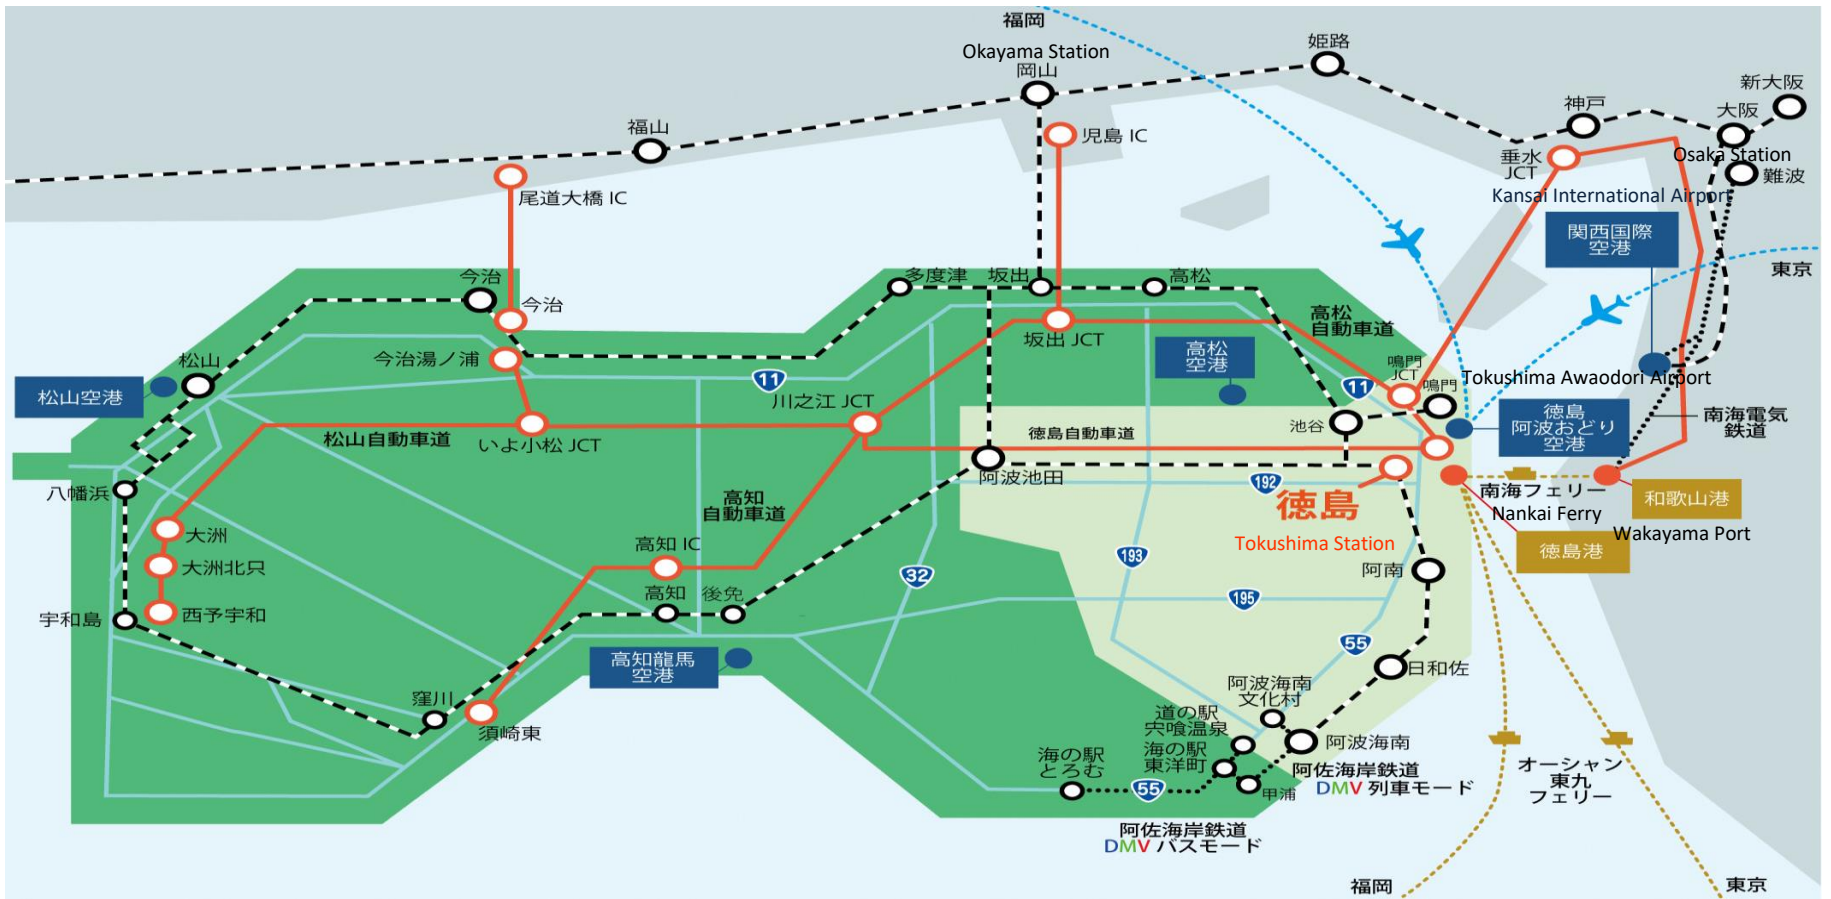 福岡
Okayama Station
岡山
姫路
新大阪
神戸
大阪
福山
児島 IC
垂水
JCT
Osaka Station
難波
尾道大橋 IC
Kansai International Airport
関西国際
空港
東京
今治
今治
多度津
坂出
高松
高松
自動車道
坂出 JCT
高松
空港
今治湯ノ浦
松山
松山空港
11
11
鳴門
JCT
鳴門
Tokushima Awaodori Airport
徳島
阿波おどり
空港
南海電気
鉄道
川之江 JCT
池谷
徳島自動車道
松山自動車道
いよ小松 JCT
阿波池田
192
八幡浜
高知
自動車道
徳島
Tokushima Station
南海フェリー
Nankai Ferry
和歌山港
Wakayama Port
徳島港
大洲
大洲北只
西予宇和
宇和島
高知 IC
高知
後免
193
32
195
阿南
55
高知龍馬
空港
日和佐
窪川
須崎東
阿波海南
文化村
道の駅
宍喰温泉
海の駅
東洋町
阿波海南
海の駅
とろむ
55
甲浦
阿佐海岸鉄道
DMV 列車モード
阿佐海岸鉄道
DMV バスモード
オーシャン
東九
フェリー
福岡
東京